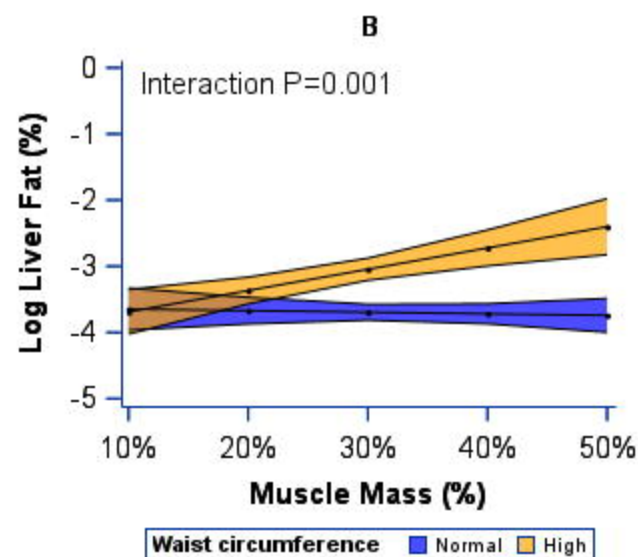 B
Interaction P=0.001
Log Liver Fat (%)
0
-1
-2
-3
-4
-5
10% 20% 30% 40% 50%
Muscle Mass (%)
Waist circumference Normal High